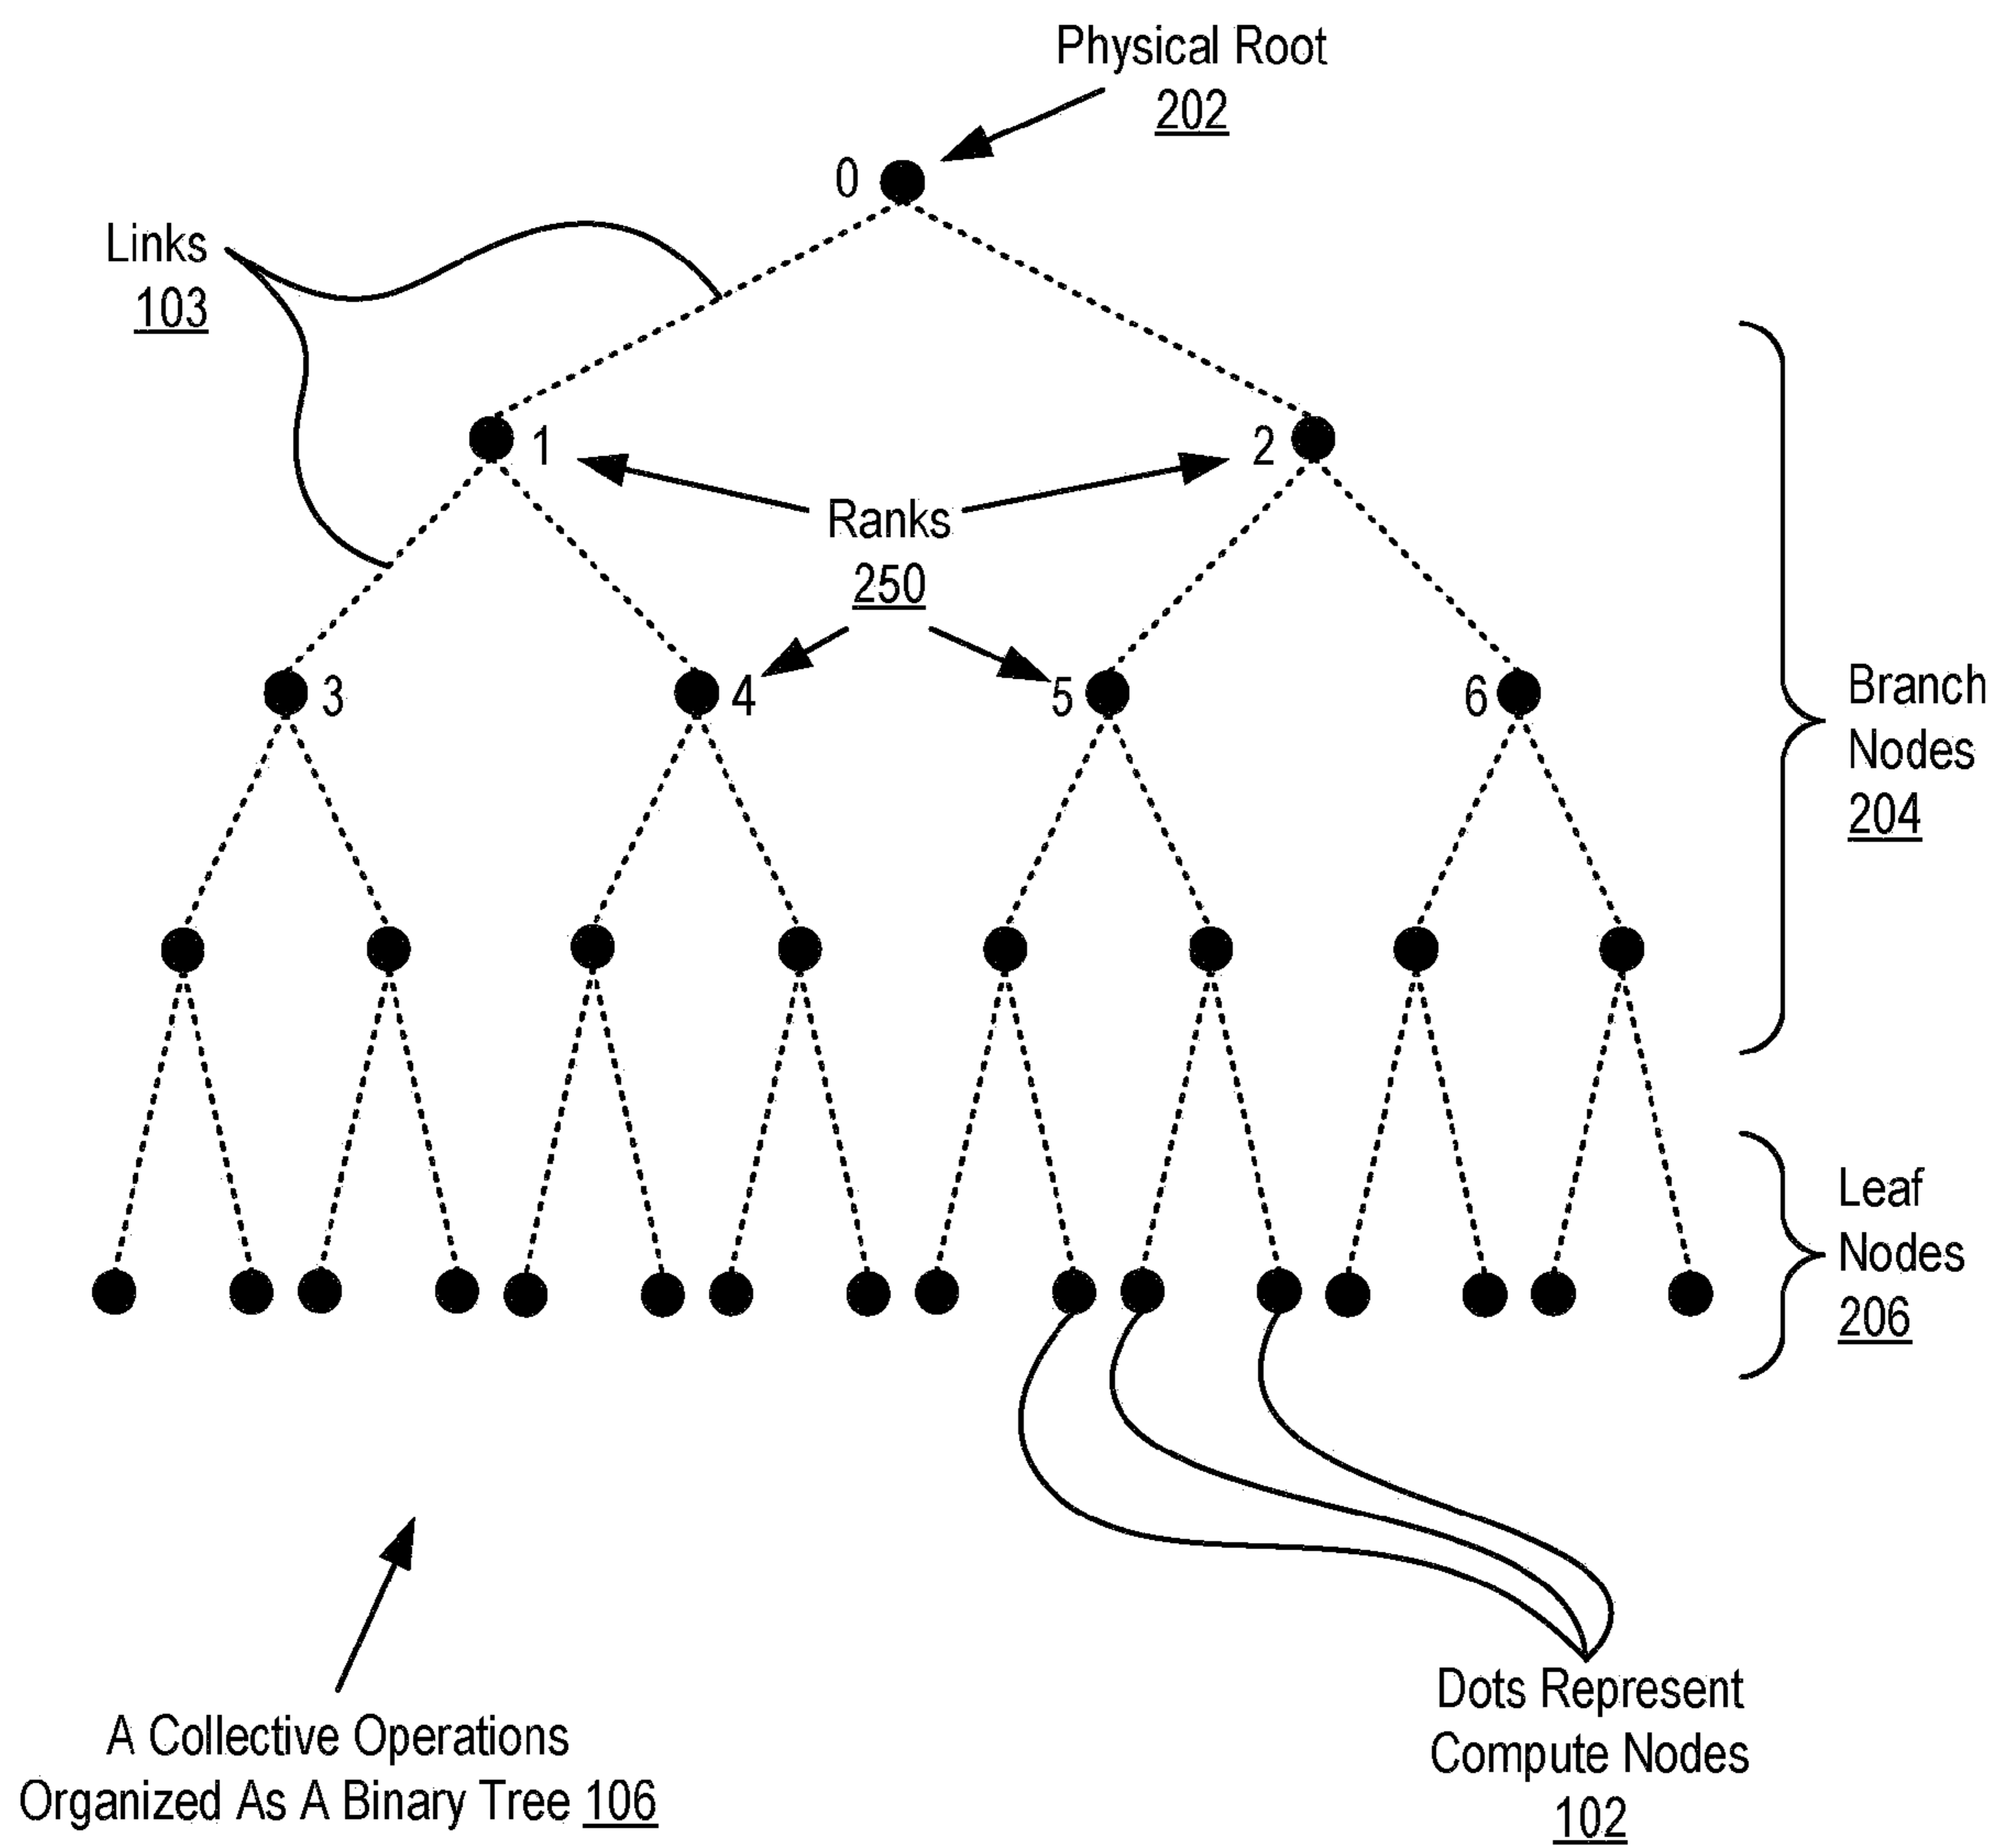 Physical Root
202
0
Links
103
1
2
Ranks
250
3
4
5
6
Branch
Nodes
204
Leaf
Nodes
206
A Collective Operations
Organized As A Binary Tree 106
Dots Represent
Compute Nodes
102